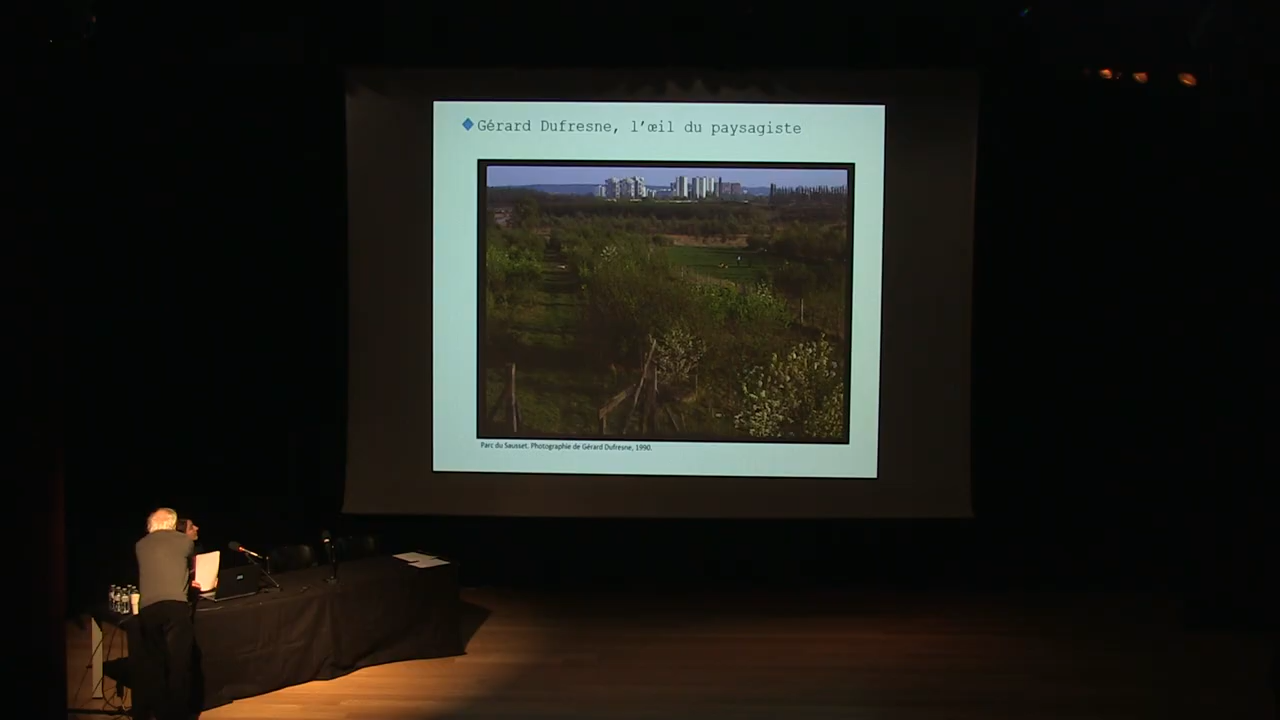 Gérard Dufresne, l'œil du paysagiste
Parc du Sausset. Photographie de Gérard Dufresne, 1990.